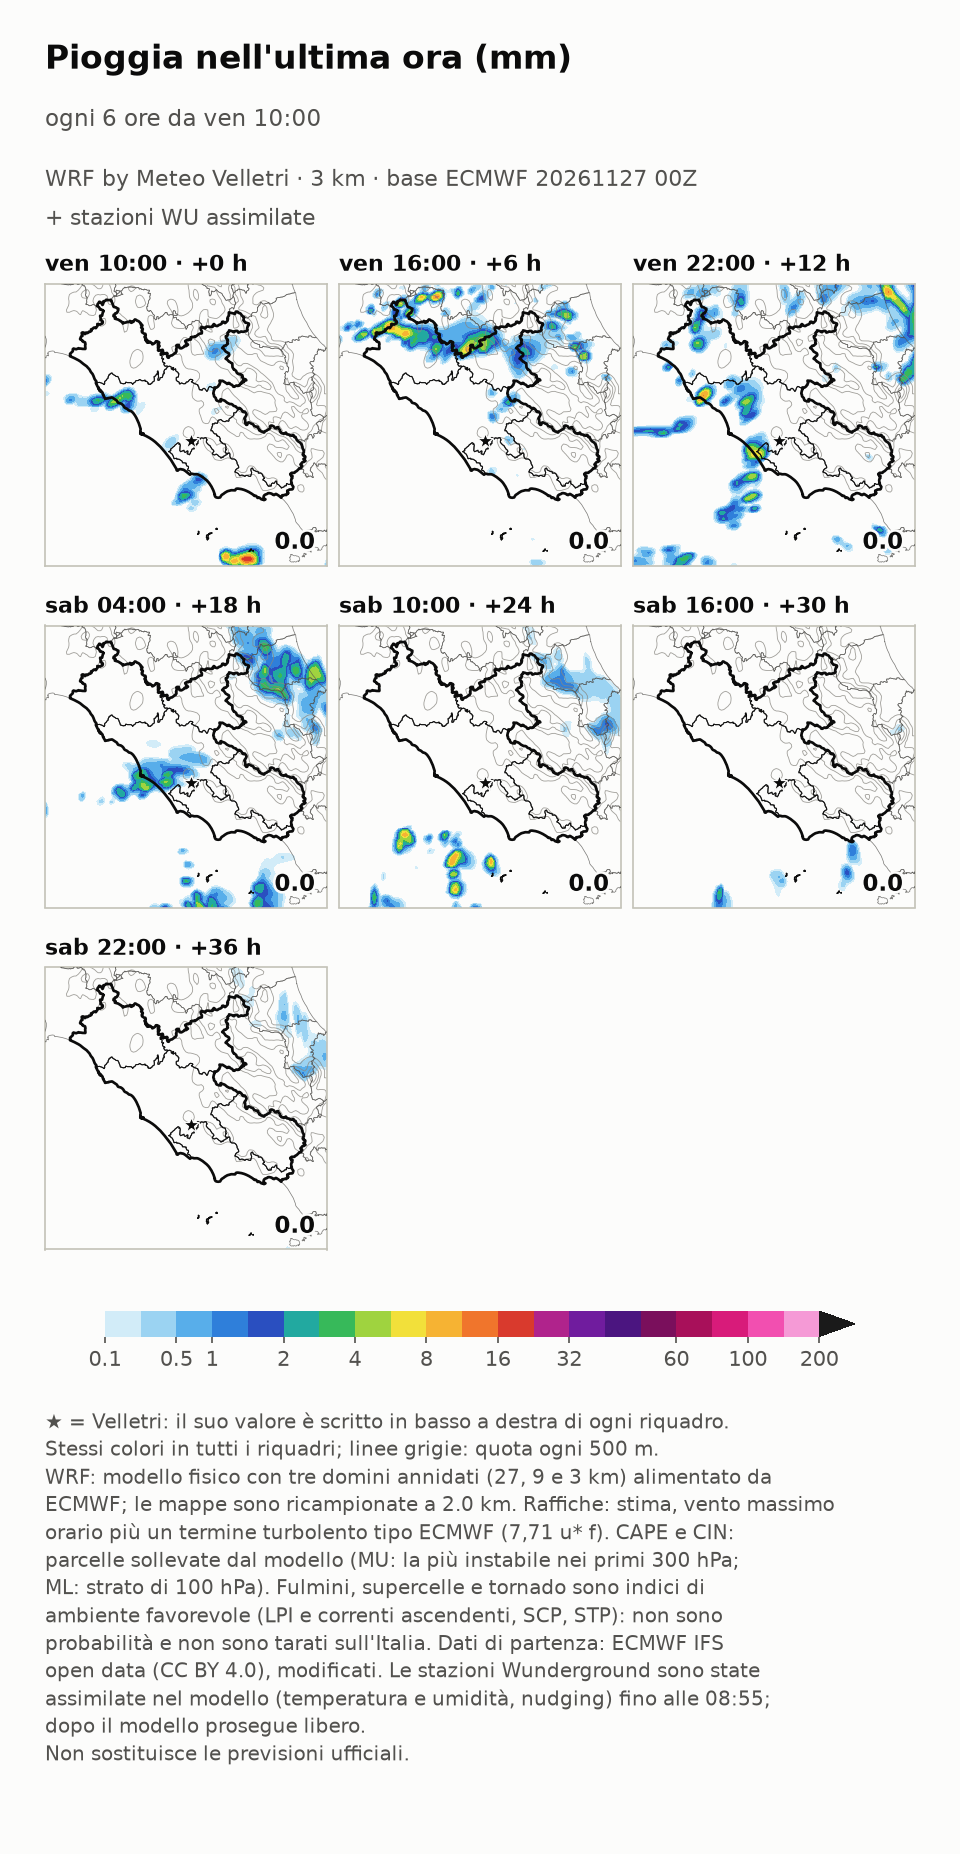 Pioggia nell'ultima ora (mm)
ogni 6 ore da ven 10:00
WRF by Meteo Velletri · 3 km · base ECMWF 20261127 00Z
+ stazioni WU assimilate
ven 10:00 · +0 h
ven 16:00 · +6 h
ven 22:00 · +12 h
0.0
0.0
0.0
sab 04:00 · +18 h
sab 10:00 · +24 h
sab 16:00 · +30 h
0.0
0.0
0.0
sab 22:00 · +36 h
0.0
0.1 0.5 1 2 4 8 16 32 60 100 200
★ = Velletri: il suo valore è scritto in basso a destra di ogni riquadro.
Stessi colori in tutti i riquadri; linee grigie: quota ogni 500 m.
WRF: modello fisico con tre domini annidati (27, 9 e 3 km) alimentato da
ECMWF; le mappe sono ricampionate a 2.0 km. Raffiche: stima, vento massimo
orario più un termine turbolento tipo ECMWF (7,71 u* f). CAPE e CIN:
parcelle sollevate dal modello (MU: la più instabile nei primi 300 hPa;
ML: strato di 100 hPa). Fulmini, supercelle e tornado sono indici di
ambiente favorevole (LPI e correnti ascendenti, SCP, STP): non sono
probabilità e non sono tarati sull'Italia. Dati di partenza: ECMWF IFS
open data (CC BY 4.0), modificati. Le stazioni Wunderground sono state
assimilate nel modello (temperatura e umidità, nudging) fino alle 08:55;
dopo il modello prosegue libero.
Non sostituisce le previsioni ufficiali.